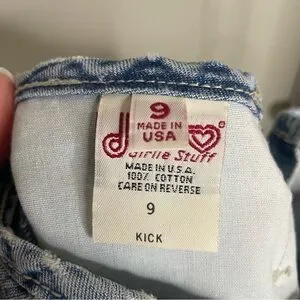 9
MADE IN
USA
girlie Stuff
MADE IN U.S.A.
100% COTTON
CARE ON REVERSE
9
KICK